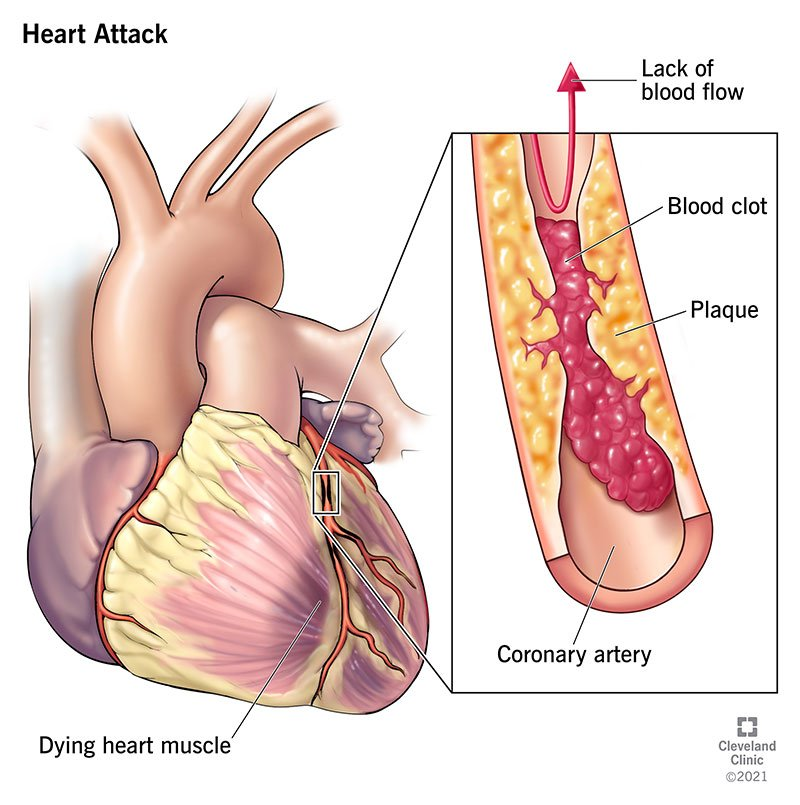 Heart Attack
Lack of
blood flow
Blood clot
Plaque
Coronary artery
Dying heart muscle
Cleveland
Clinic
©2021